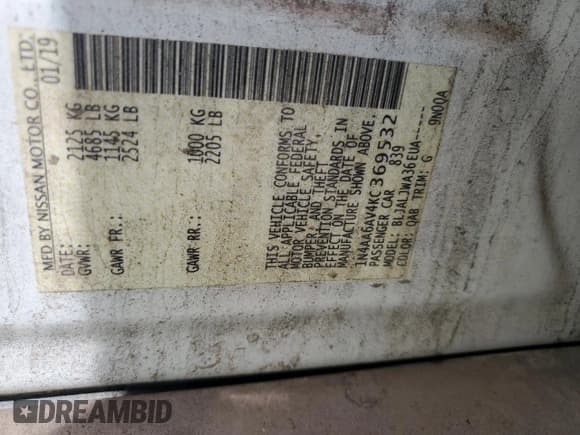 MFD BY NISSAN MOTOR CO., LTD.
DATE: 01/19
GVWR: 2125 KG
4685 LB
GAWR FR.: 1145 KG
2524 LB
GAWR RR.: 1000 KG
2205 LB
THIS VEHICLE CONFORMS TO
ALL APPLICABLE FEDERAL
MOTOR VEHICLE SAFETY,
BUMPER, AND THEFT
PREVENTION STANDARDS IN
EFFECT ON THE DATE OF
MANUFACTURE SHOWN ABOVE.
1N4AA6AV4KC369532
PASSENGER CAR 839
MODEL: BLJALJWA36EUA-----
COLOR: QAB TRIM: G 9N00A
DREAMBID